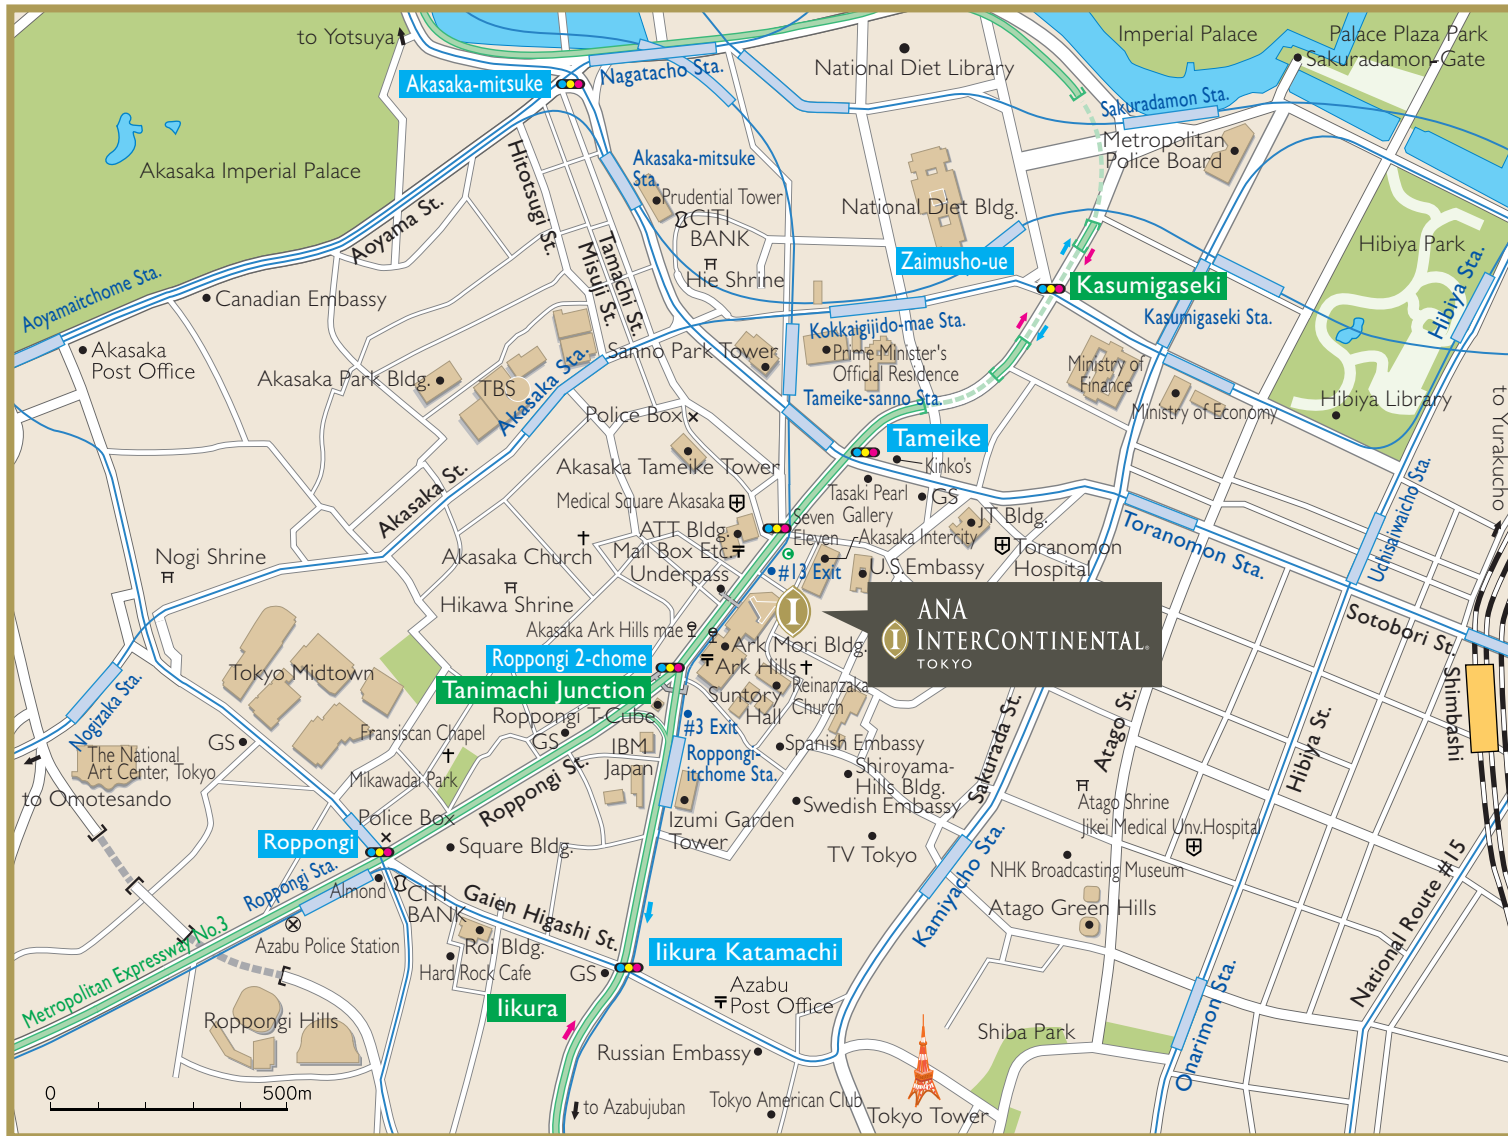 to Yotsuya
Imperial Palace
Palace Plaza Park
Sakuradamon-Gate
National Diet Library
Nagatacho Sta.
Akasaka-mitsuke
Sakuradamon Sta.
Metropolitan
Police Board
Akasaka Imperial Palace
Hitotsugi St.
Akasaka-mitsuke
Sta.
Prudential Tower
CITI
BANK
National Diet Bldg.
Aoyama St.
Tamachi St.
Misuji St.
Hie Shrine
Zaimusho-ue
Kasumigaseki
Hibiya Park
Hibiya Sta.
Aoyamaitchome Sta.
Canadian Embassy
Kokkaigijido-mae Sta.
Kasumigaseki Sta.
Akasaka
Post Office
Sanno Park Tower
Prime Minister's
Official Residence
Ministry of
Finance
Akasaka Park Bldg.
TBS
Akasaka Sta.
Tameike-sanno Sta.
Ministry of Economy
Hibiya Library
to Yurakucho
Police Box
Tameike
Akasaka Tameike Tower
Kinko's
Akasaka St.
Medical Square Akasaka
Tasaki Pearl
Gallery
GS
Uchisaiwaicho Sta.
Toranomon Sta.
ATT Bldg.
Seven
Eleven
JT Bldg.
Akasaka Church
Mail Box Etc.
Akasaka Intercity
Toranomon
Hospital
Nogi Shrine
Underpass
#13 Exit
U.S.Embassy
Hikawa Shrine
ANA
INTERCONTINENTAL®
TOKYO
Sotobori St.
Akasaka Ark Hills mae
Ark Mori Bldg.
Roppongi 2-chome
Ark Hills
Tokyo Midtown
Tanimachi Junction
Suntory
Hall
Reinanzaka
Church
Shimbashi
Nogizaka Sta.
Roppongi T-Cube
#3 Exit
Sakurada St.
Atago St.
Hibiya St.
Fransiscan Chapel
GS
GS
IBM
Japan
Roppongi-
itchome Sta.
Spanish Embassy
The National
Art Center, Tokyo
Mikawadai Park
Shiroyama-
Hills Bldg.
to Omotesando
Roppongi St.
Swedish Embassy
Atago Shrine
Police Box
Izumi Garden
Tower
Jikei Medical Unv.Hospital
Roppongi
Square Bldg.
TV Tokyo
Kamiyacho Sta.
NHK Broadcasting Museum
National Route #15
Roppongi Sta.
Almond
CITI
BANK
Gaien Higashi St.
Atago Green Hills
Metropolitan Expressway No.3
Azabu Police Station
Roi Bldg.
Iikura Katamachi
Hard Rock Cafe
GS
Azabu
Post Office
Iikura
Onarimon Sta.
Roppongi Hills
Shiba Park
Russian Embassy
0
500m
to Azabujuban
Tokyo American Club
Tokyo Tower